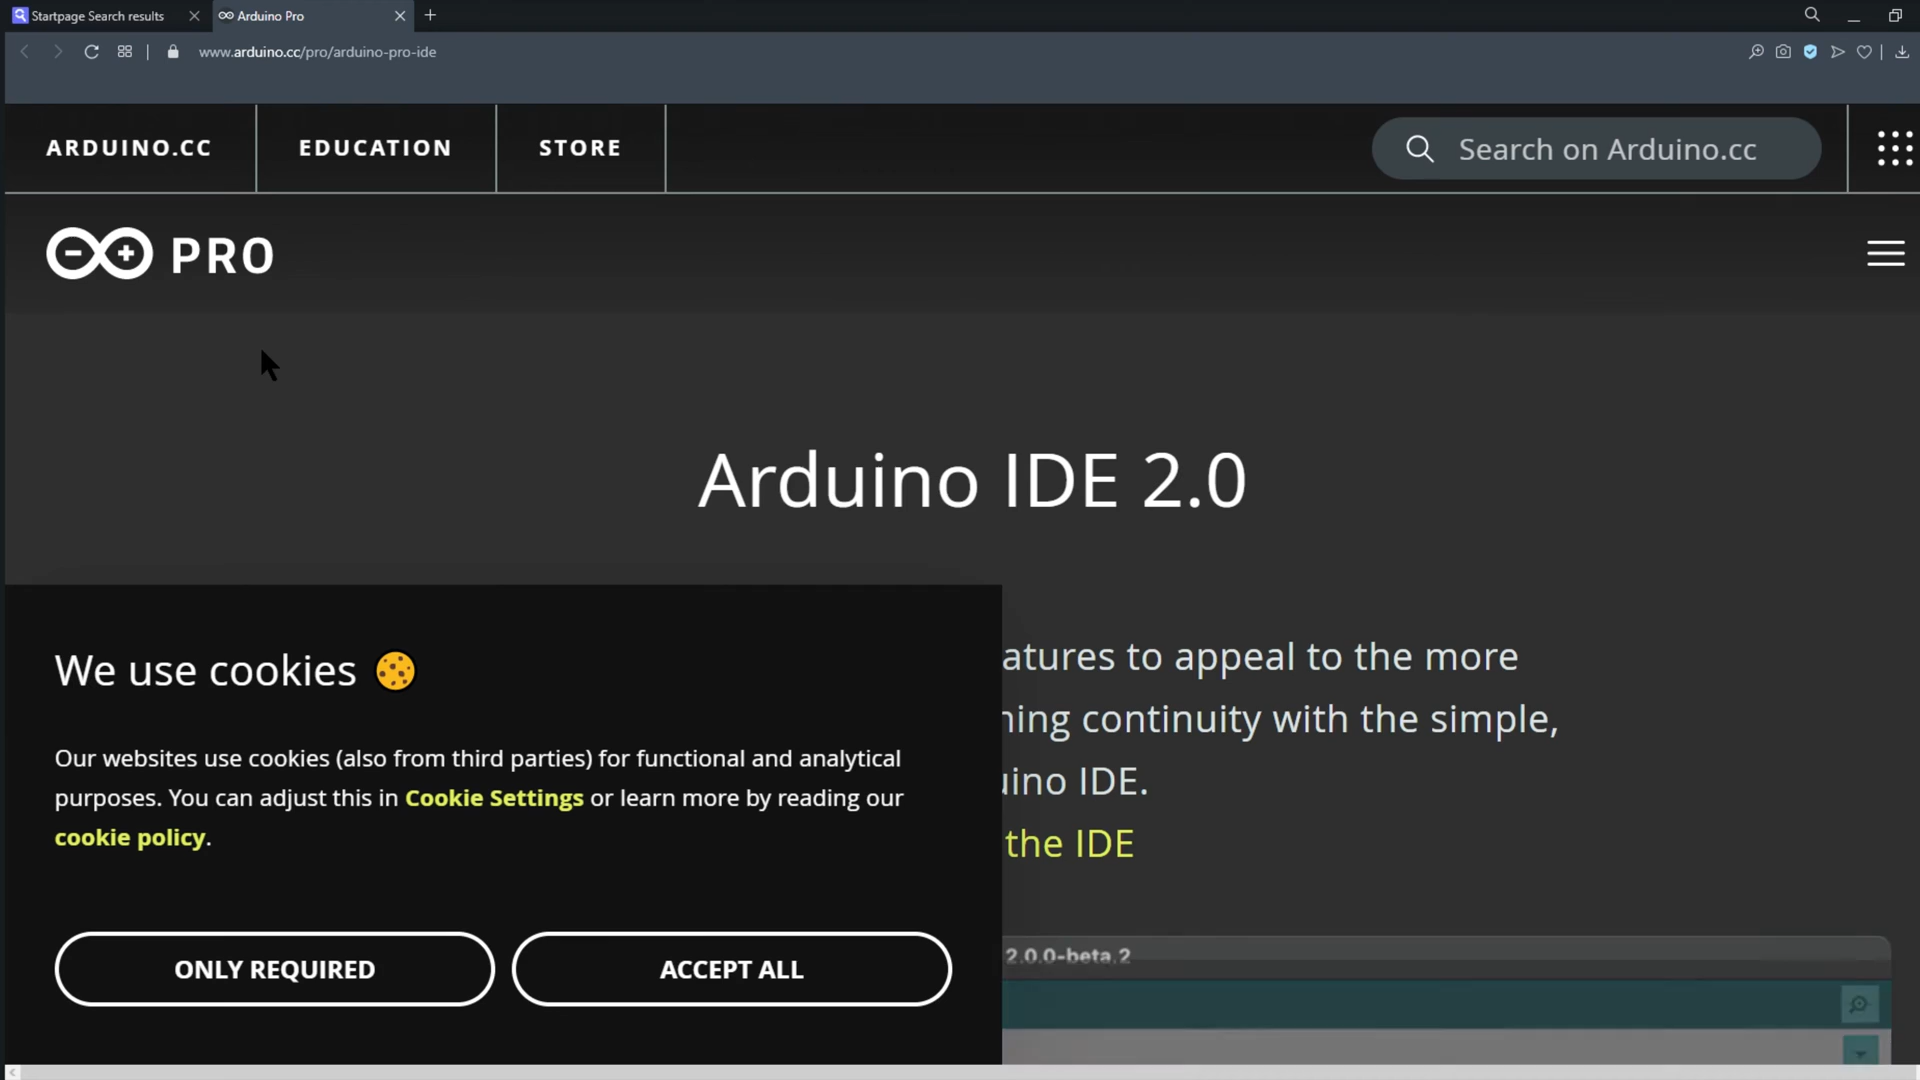 Startpage Search results
Arduino Pro
www.arduino.cc/pro/arduino-pro-ide
ARDUINO.CC
EDUCATION
STORE
Search on Arduino.cc
PRO
Arduino IDE 2.0
atures to appeal to the more
ning continuity with the simple,
uino IDE.
the IDE
We use cookies
Our websites use cookies (also from third parties) for functional and analytical
purposes. You can adjust this in Cookie Settings or learn more by reading our
cookie policy.
ONLY REQUIRED
ACCEPT ALL
2.0.0-beta.2